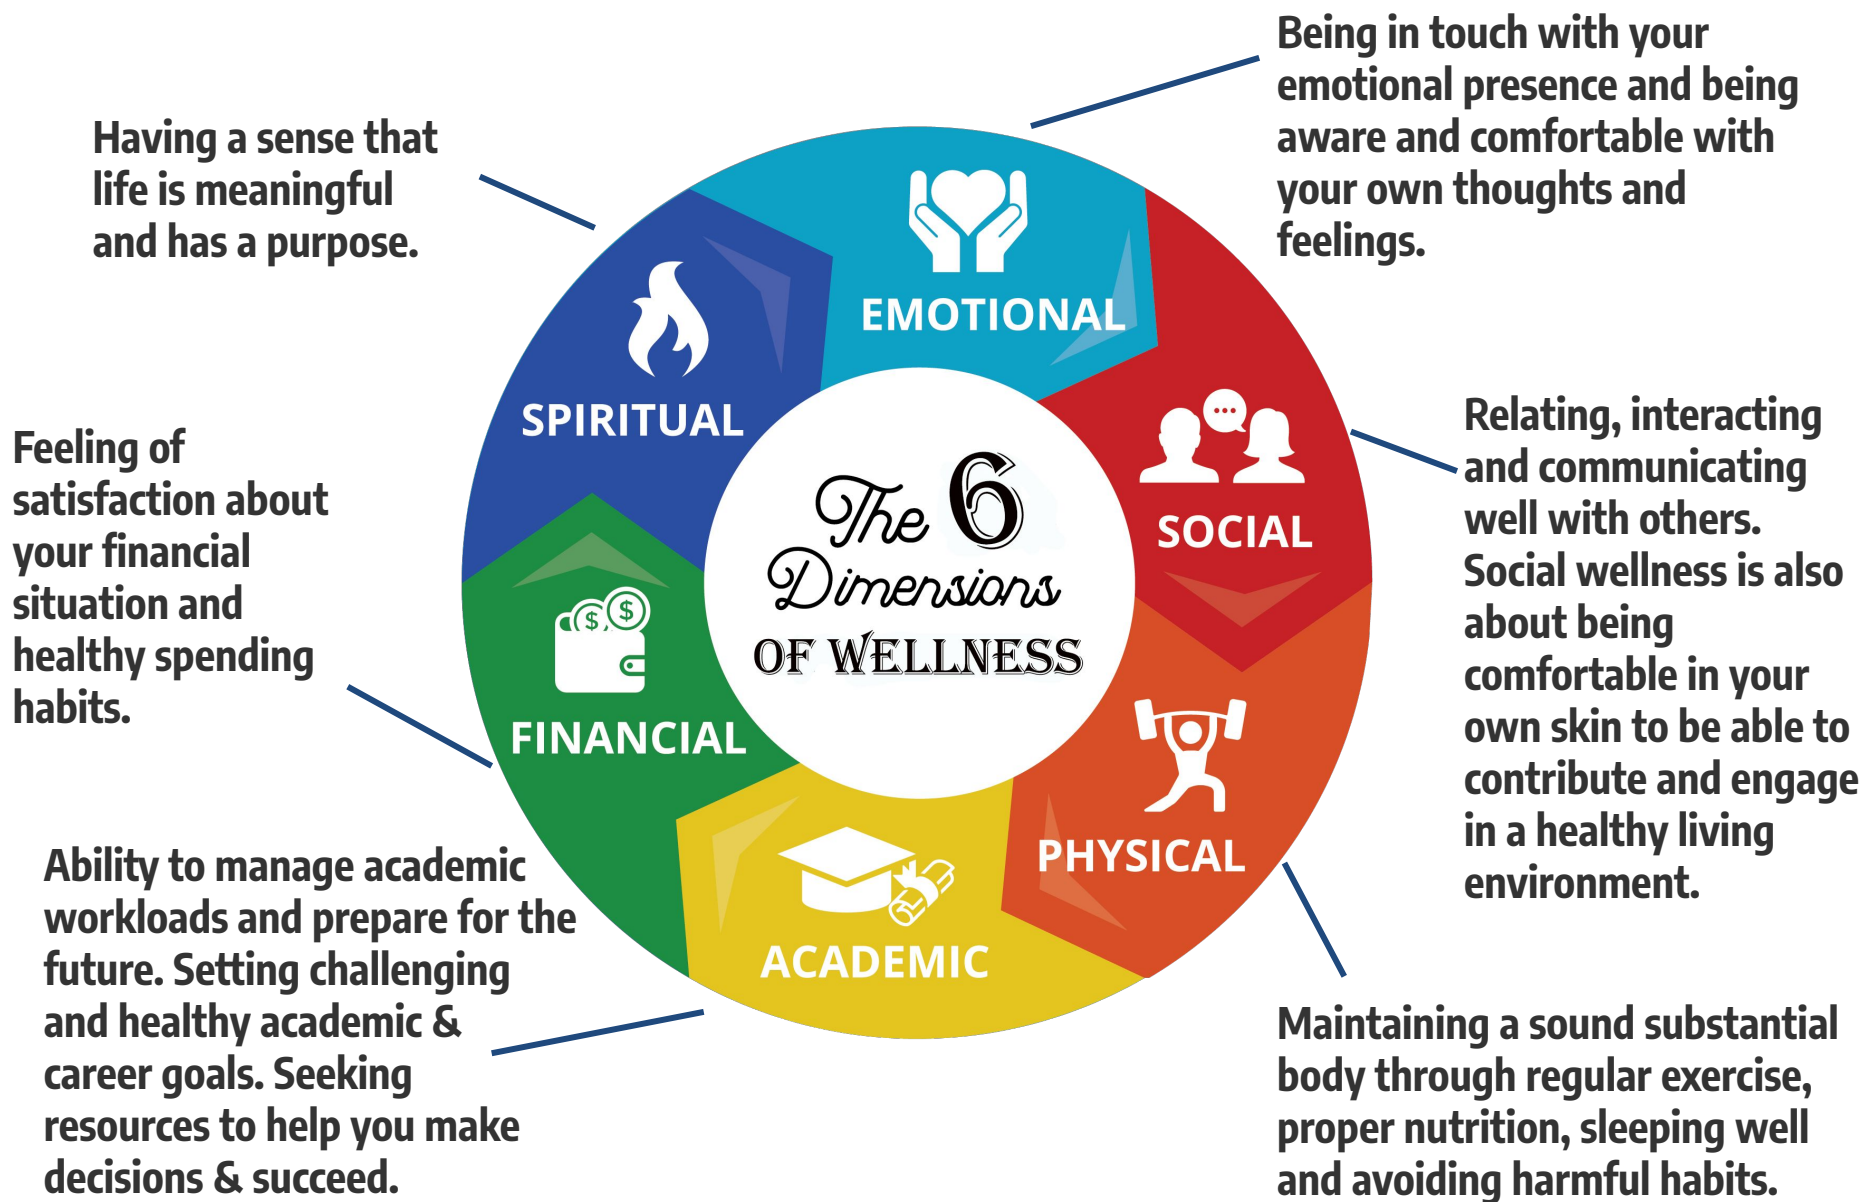 Being in touch with your
emotional presence and being
aware and comfortable with
your own thoughts and
feelings.
Having a sense that
life is meaningful
and has a purpose.
EMOTIONAL
SPIRITUAL
Relating, interacting
and communicating
well with others.
Social wellness is also
about being
comfortable in your
own skin to be able to
contribute and engage
in a healthy living
environment.
SOCIAL
Feeling of
satisfaction about
your financial
situation and
healthy spending
habits.
The 6
Dimensions
OF WELLNESS
$ $
FINANCIAL
PHYSICAL
Ability to manage academic
workloads and prepare for the
future. Setting challenging
and healthy academic &
career goals. Seeking
resources to help you make
decisions & succeed.
ACADEMIC
Maintaining a sound substantial
body through regular exercise,
proper nutrition, sleeping well
and avoiding harmful habits.